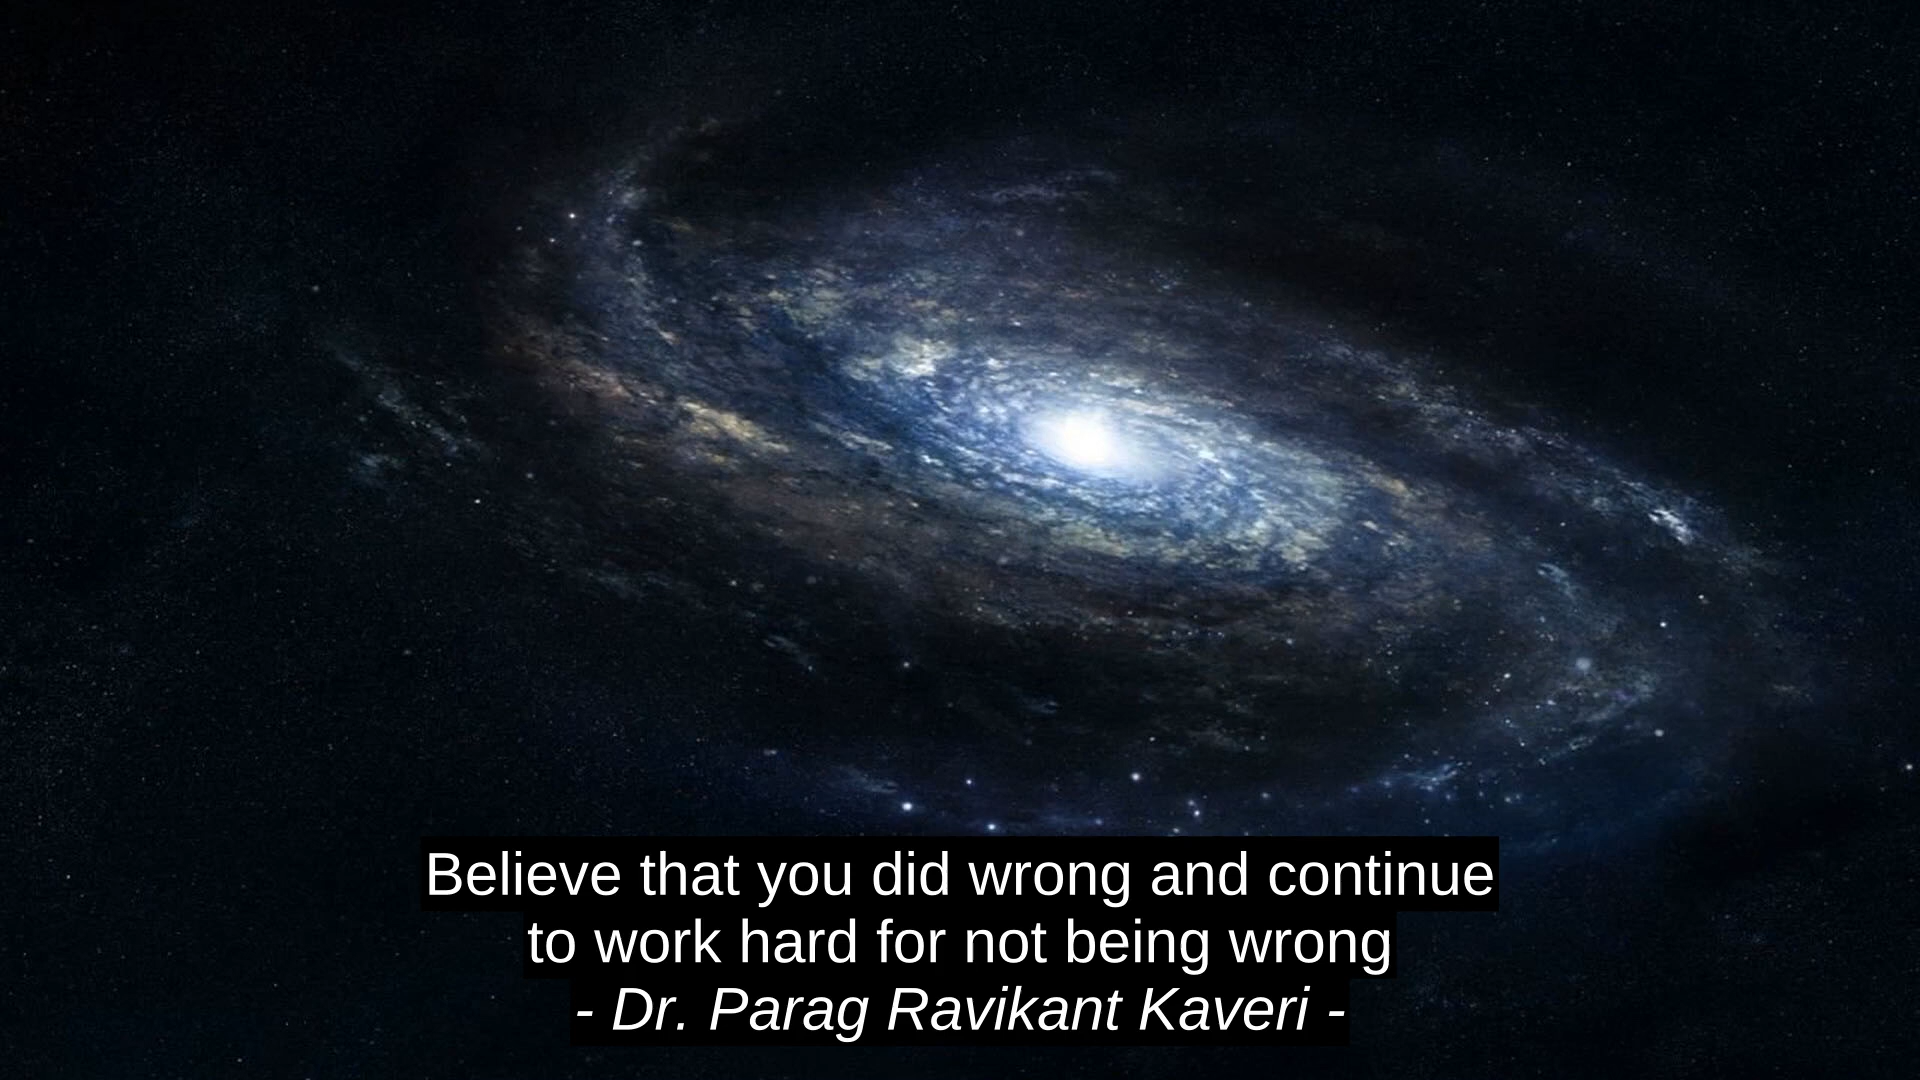 Believe that you did wrong and continue
to work hard for not being wrong
- Dr. Parag Ravikant Kaveri -